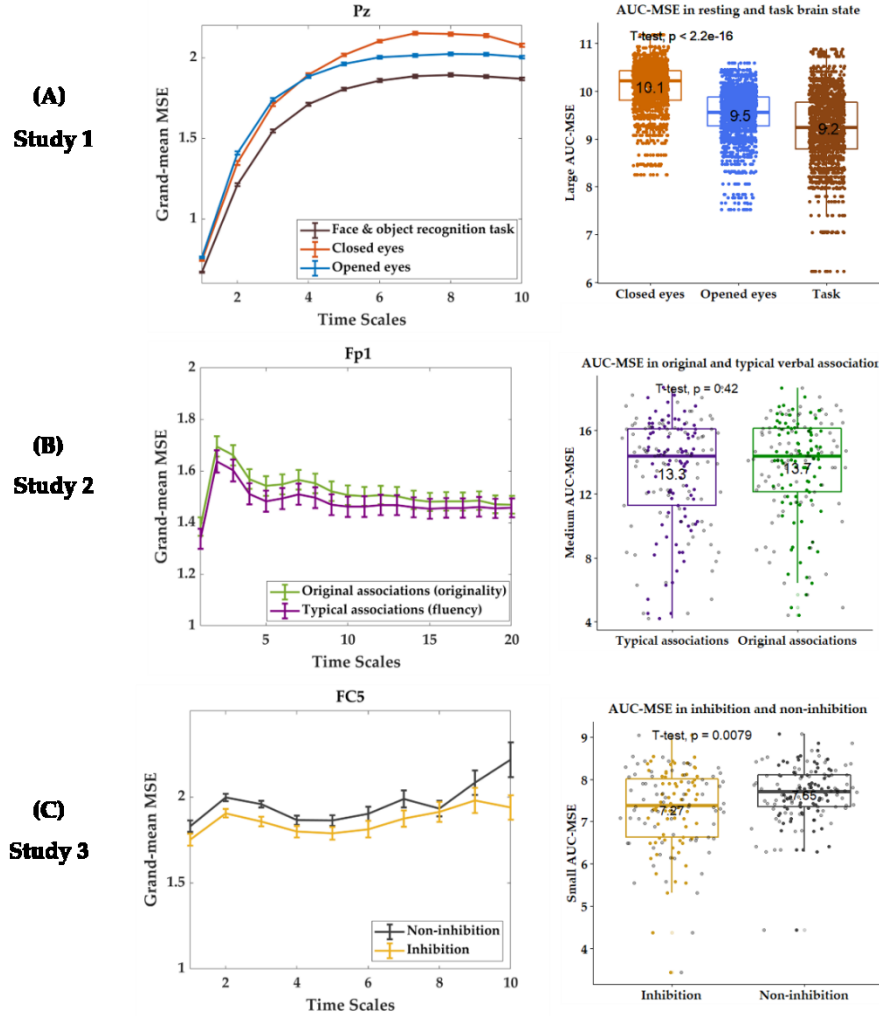 (A)
Study 1
Pz
Grand-mean MSE
2
1.5
1
Face & object recognition task
Closed eyes
Opened eyes
2 4 6 8 10
Time Scales
AUC-MSE in resting and task brain state
T-test, p < 2.2e-16
Large AUC-MSE
11
10
9
8
7
6
10.1
9.5
9.2
Closed eyes Opened eyes Task
(B)
Study 2
Fp1
Grand-mean MSE
2
1.8
1.6
1.4
1.2
1
Original associations (originality)
Typical associations (fluency)
5 10 15 20
Time Scales
AUC-MSE in original and typical verbal association
T-test, p = 0.42
Medium AUC-MSE
16
12
8
4
13.3
13.7
Typical associations Original associations
(C)
Study 3
FC5
Grand-mean MSE
2
1.5
1
Non-inhibition
Inhibition
2 4 6 8 10
Time Scales
AUC-MSE in inhibition and non-inhibition
T-test, p = 0.0079
Small AUC-MSE
9
8
7
6
5
4
7.27
7.65
Inhibition Non-inhibition